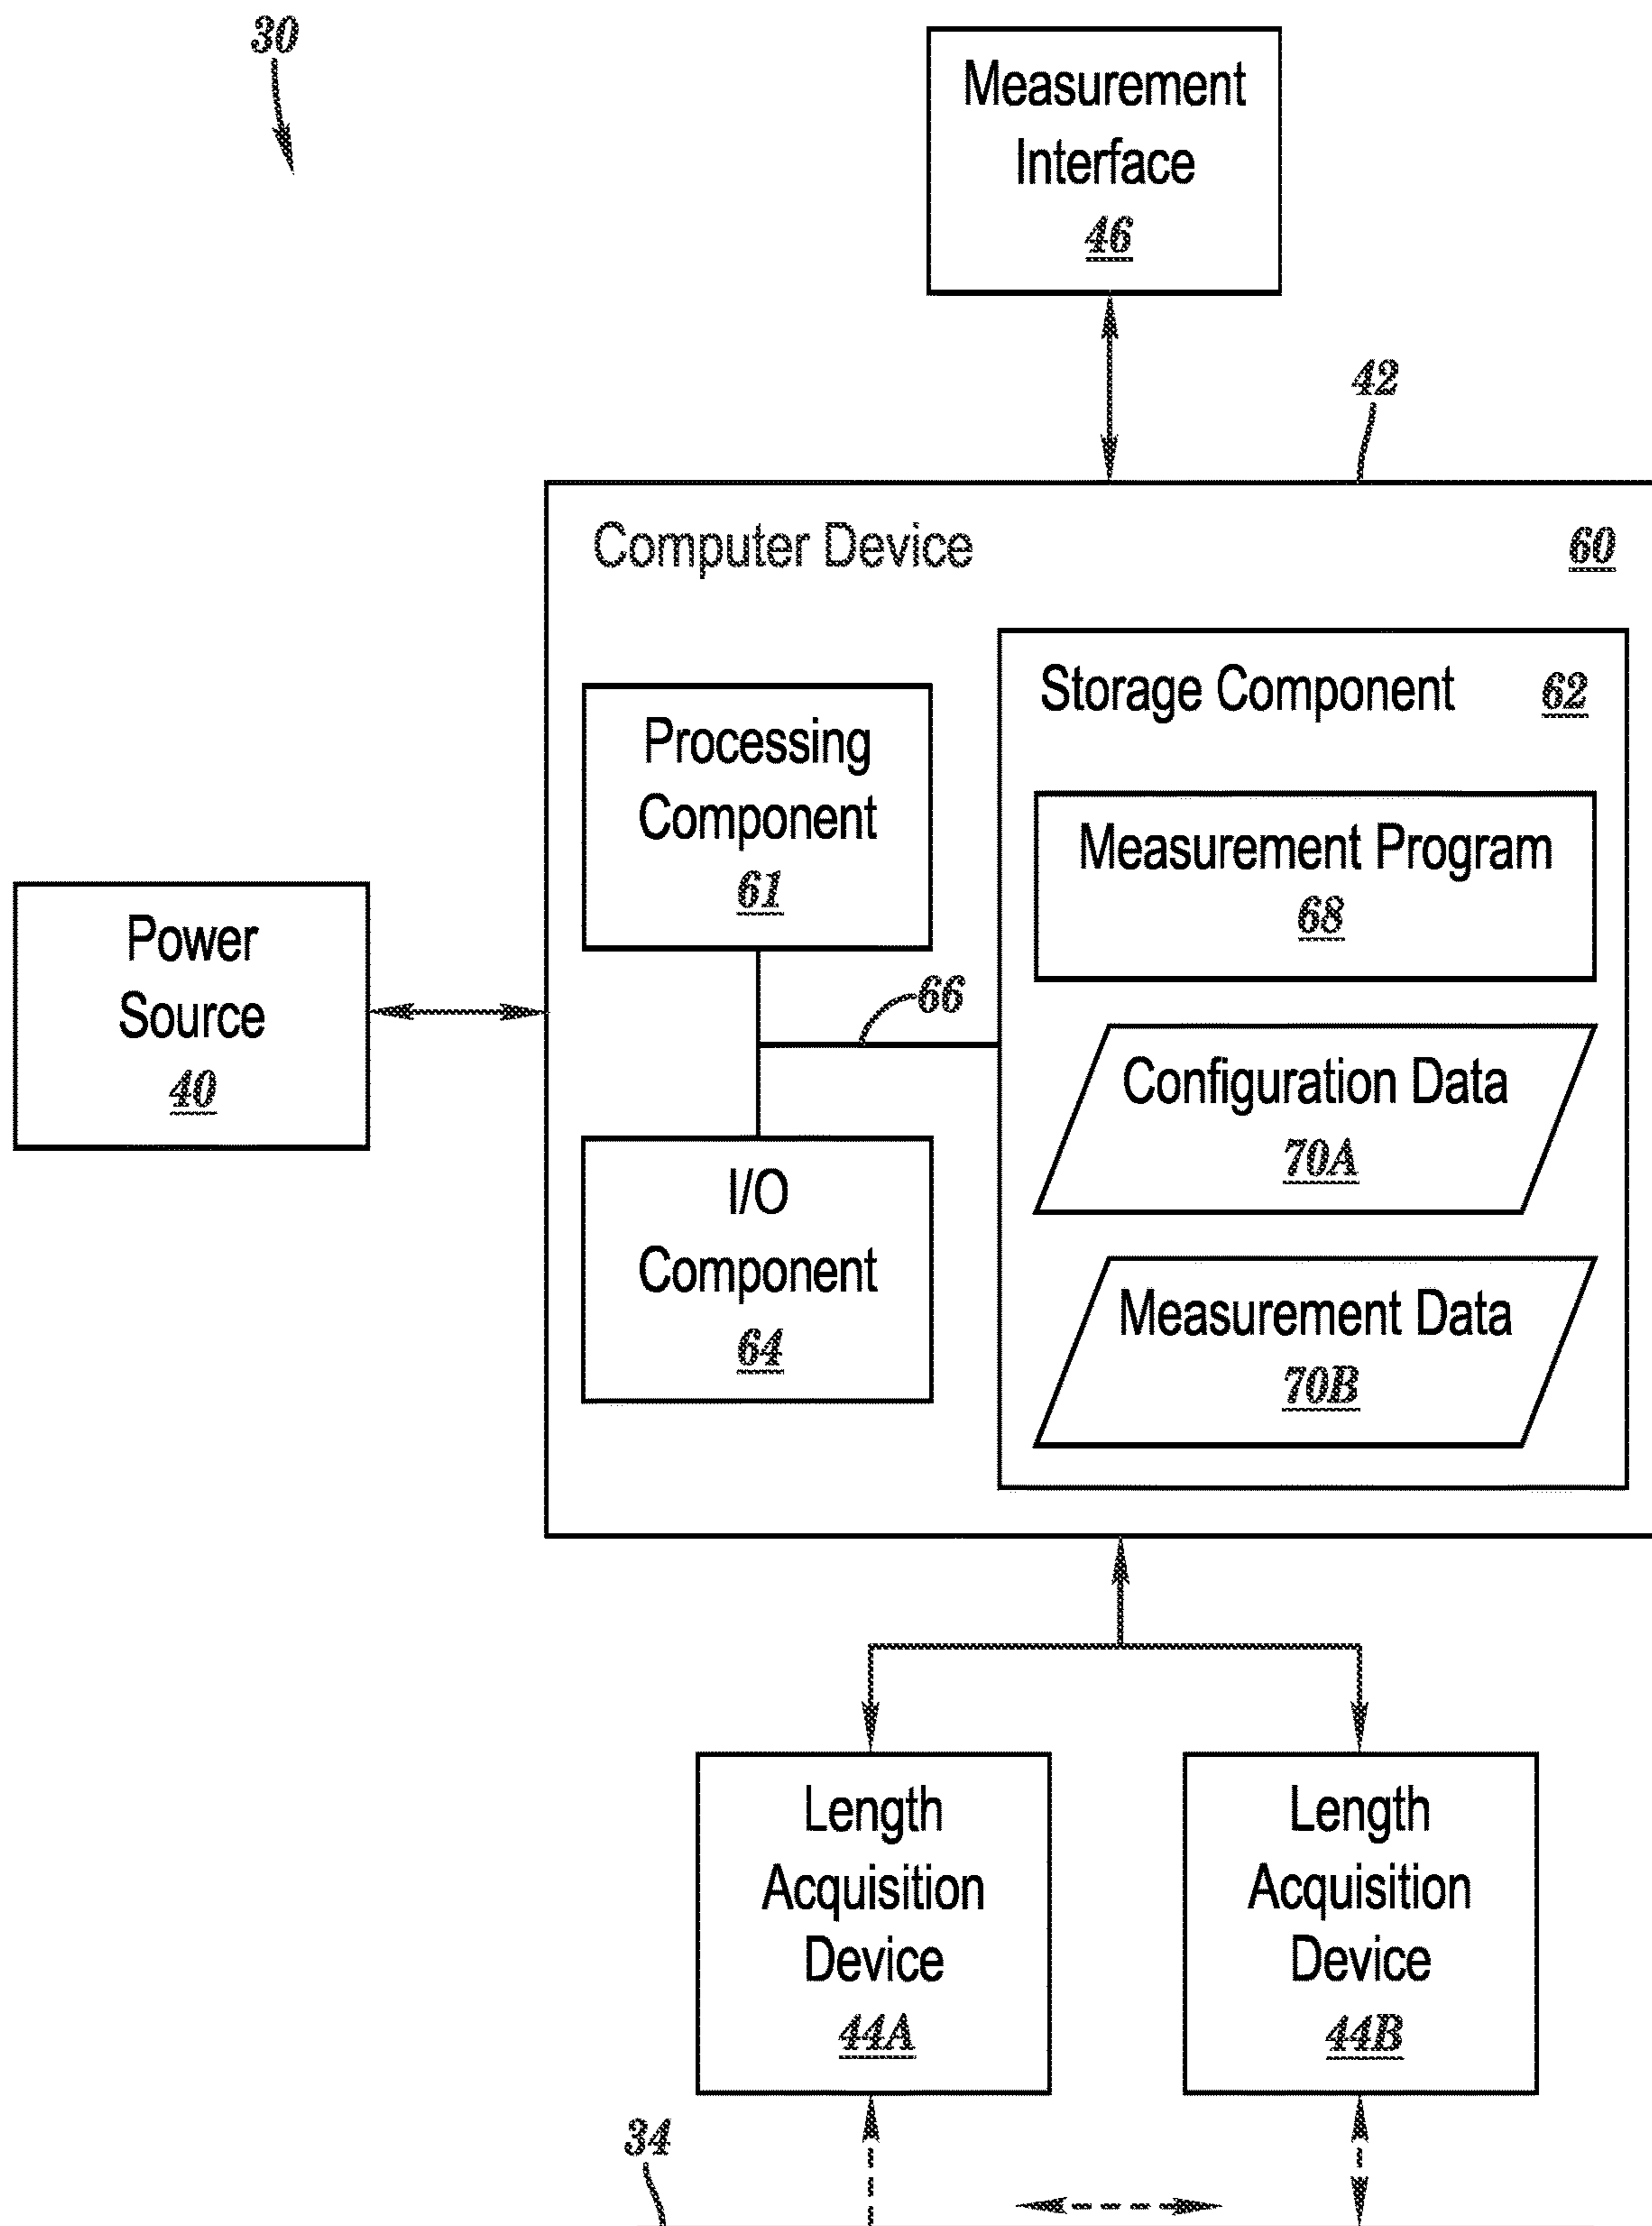 30
Measurement
Interface
46
42
Computer Device
60
Storage Component
62
Processing
Component
61
Measurement Program
68
Power
Source
40
66
Configuration Data
70A
I/O
Component
64
Measurement Data
70B
Length
Acquisition
Device
44A
Length
Acquisition
Device
44B
34